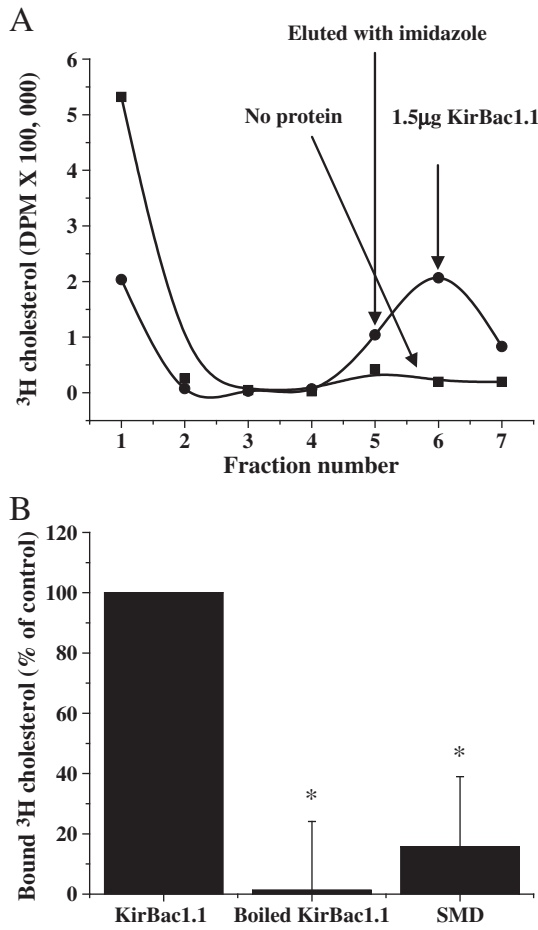 A
Eluted with imidazole
No protein
1.5μg KirBac1.1
³H cholesterol (DPM X 100, 000)
6
5
4
3
2
1
0
1 2 3 4 5 6 7
Fraction number
B
Bound ³H cholesterol (% of control)
120
100
80
60
40
20
0
* *
KirBac1.1 Boiled KirBac1.1 SMD